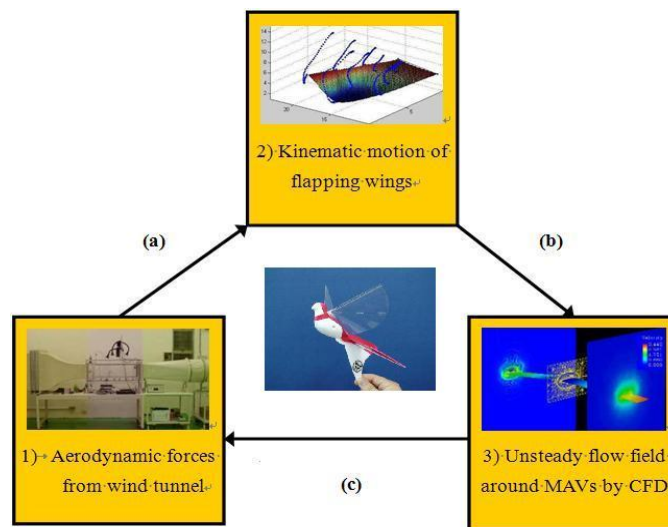 2) Kinematic motion of
flapping wings
(a)
(b)
1)→ Aerodynamic forces
from wind tunnel
(c)
3) Unsteady flow field
around MAVs by CFD